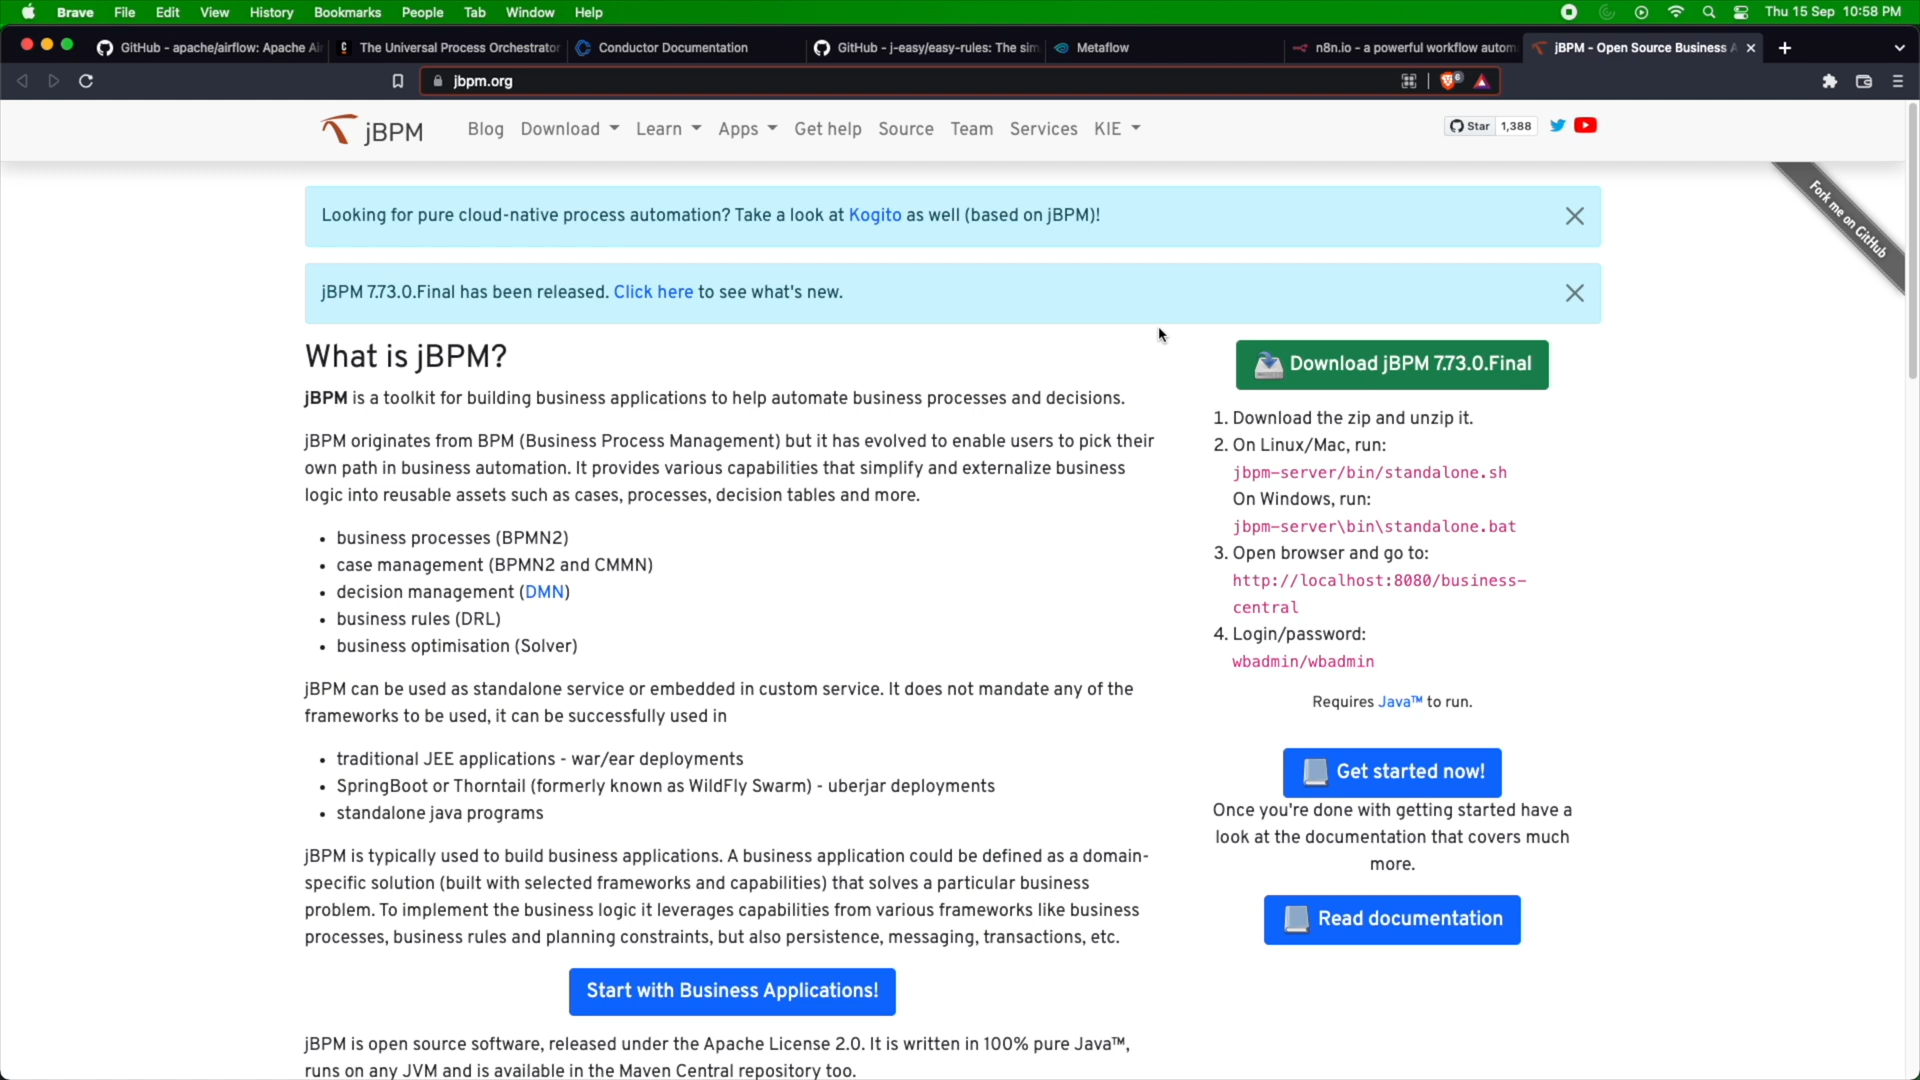 Brave File Edit View History Bookmarks People Tab Window Help Thu 15 Sep 10:58 PM
GitHub - apache/airflow: Apache Ai The Universal Process Orchestrator Conductor Documentation GitHub - j-easy/easy-rules: The sim Metaflow n8n.io - a powerful workflow autom jBPM - Open Source Business A
jbpm.org 6
jBPM Blog Download Learn Apps Get help Source Team Services KIE Star 1,388
Fork me on GitHub
Looking for pure cloud-native process automation? Take a look at Kogito as well (based on jBPM)!
jBPM 7.73.0.Final has been released. Click here to see what's new.
What is jBPM?
jBPM is a toolkit for building business applications to help automate business processes and decisions.
jBPM originates from BPM (Business Process Management) but it has evolved to enable users to pick their
own path in business automation. It provides various capabilities that simplify and externalize business
logic into reusable assets such as cases, processes, decision tables and more.
• business processes (BPMN2)
• case management (BPMN2 and CMMN)
• decision management (DMN)
• business rules (DRL)
• business optimisation (Solver)
jBPM can be used as standalone service or embedded in custom service. It does not mandate any of the
frameworks to be used, it can be successfully used in
• traditional JEE applications - war/ear deployments
• SpringBoot or Thorntail (formerly known as WildFly Swarm) - uberjar deployments
• standalone java programs
jBPM is typically used to build business applications. A business application could be defined as a domain-
specific solution (built with selected frameworks and capabilities) that solves a particular business
problem. To implement the business logic it leverages capabilities from various frameworks like business
processes, business rules and planning constraints, but also persistence, messaging, transactions, etc.
Start with Business Applications!
jBPM is open source software, released under the Apache License 2.0. It is written in 100% pure Java™,
runs on any JVM and is available in the Maven Central repository too.
Download jBPM 7.73.0.Final
1. Download the zip and unzip it.
2. On Linux/Mac, run:
jbpm-server/bin/standalone.sh
On Windows, run:
jbpm-server\bin\standalone.bat
3. Open browser and go to:
http://localhost:8080/business-
central
4. Login/password:
wbadmin/wbadmin
Requires Java™ to run.
Get started now!
Once you're done with getting started have a
look at the documentation that covers much
more.
Read documentation